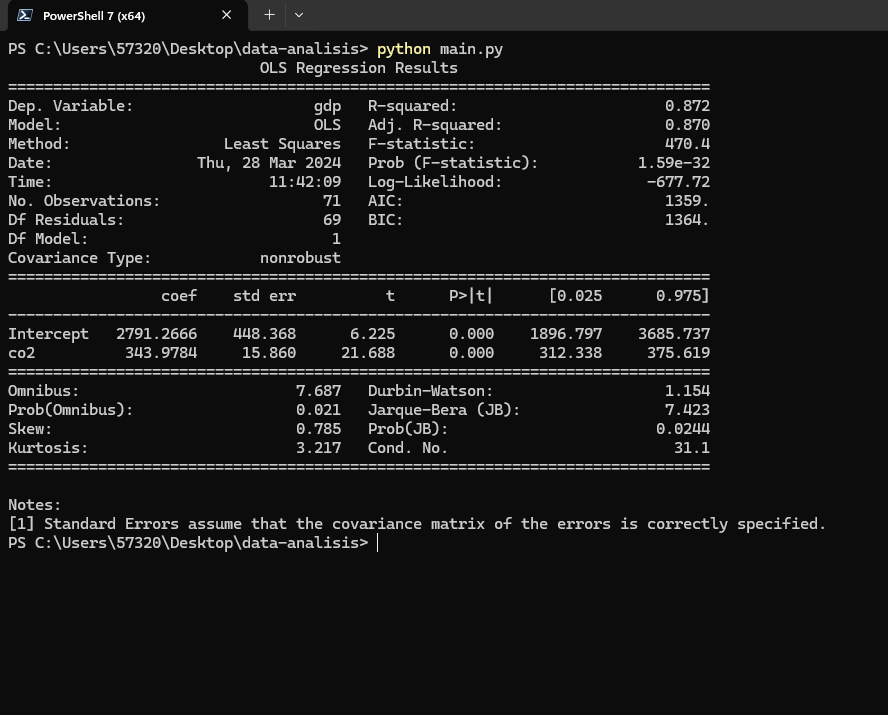 PowerShell 7 (x64)
PS C:\Users\57320\Desktop\data-analisis> python main.py
                            OLS Regression Results
==============================================================================
Dep. Variable:                    gdp   R-squared:                       0.872
Model:                            OLS   Adj. R-squared:                  0.870
Method:                 Least Squares   F-statistic:                     470.4
Date:                Thu, 28 Mar 2024   Prob (F-statistic):           1.59e-32
Time:                        11:42:09   Log-Likelihood:                -677.72
No. Observations:                  71   AIC:                             1359.
Df Residuals:                      69   BIC:                             1364.
Df Model:                           1
Covariance Type:            nonrobust
==============================================================================
                 coef    std err          t      P>|t|      [0.025      0.975]
------------------------------------------------------------------------------
Intercept   2791.2666    448.368      6.225      0.000    1896.797    3685.737
co2          343.9784     15.860     21.688      0.000     312.338     375.619
==============================================================================
Omnibus:                        7.687   Durbin-Watson:                   1.154
Prob(Omnibus):                  0.021   Jarque-Bera (JB):                7.423
Skew:                           0.785   Prob(JB):                       0.0244
Kurtosis:                       3.217   Cond. No.                         31.1
==============================================================================
Notes:
[1] Standard Errors assume that the covariance matrix of the errors is correctly specified.
PS C:\Users\57320\Desktop\data-analisis>